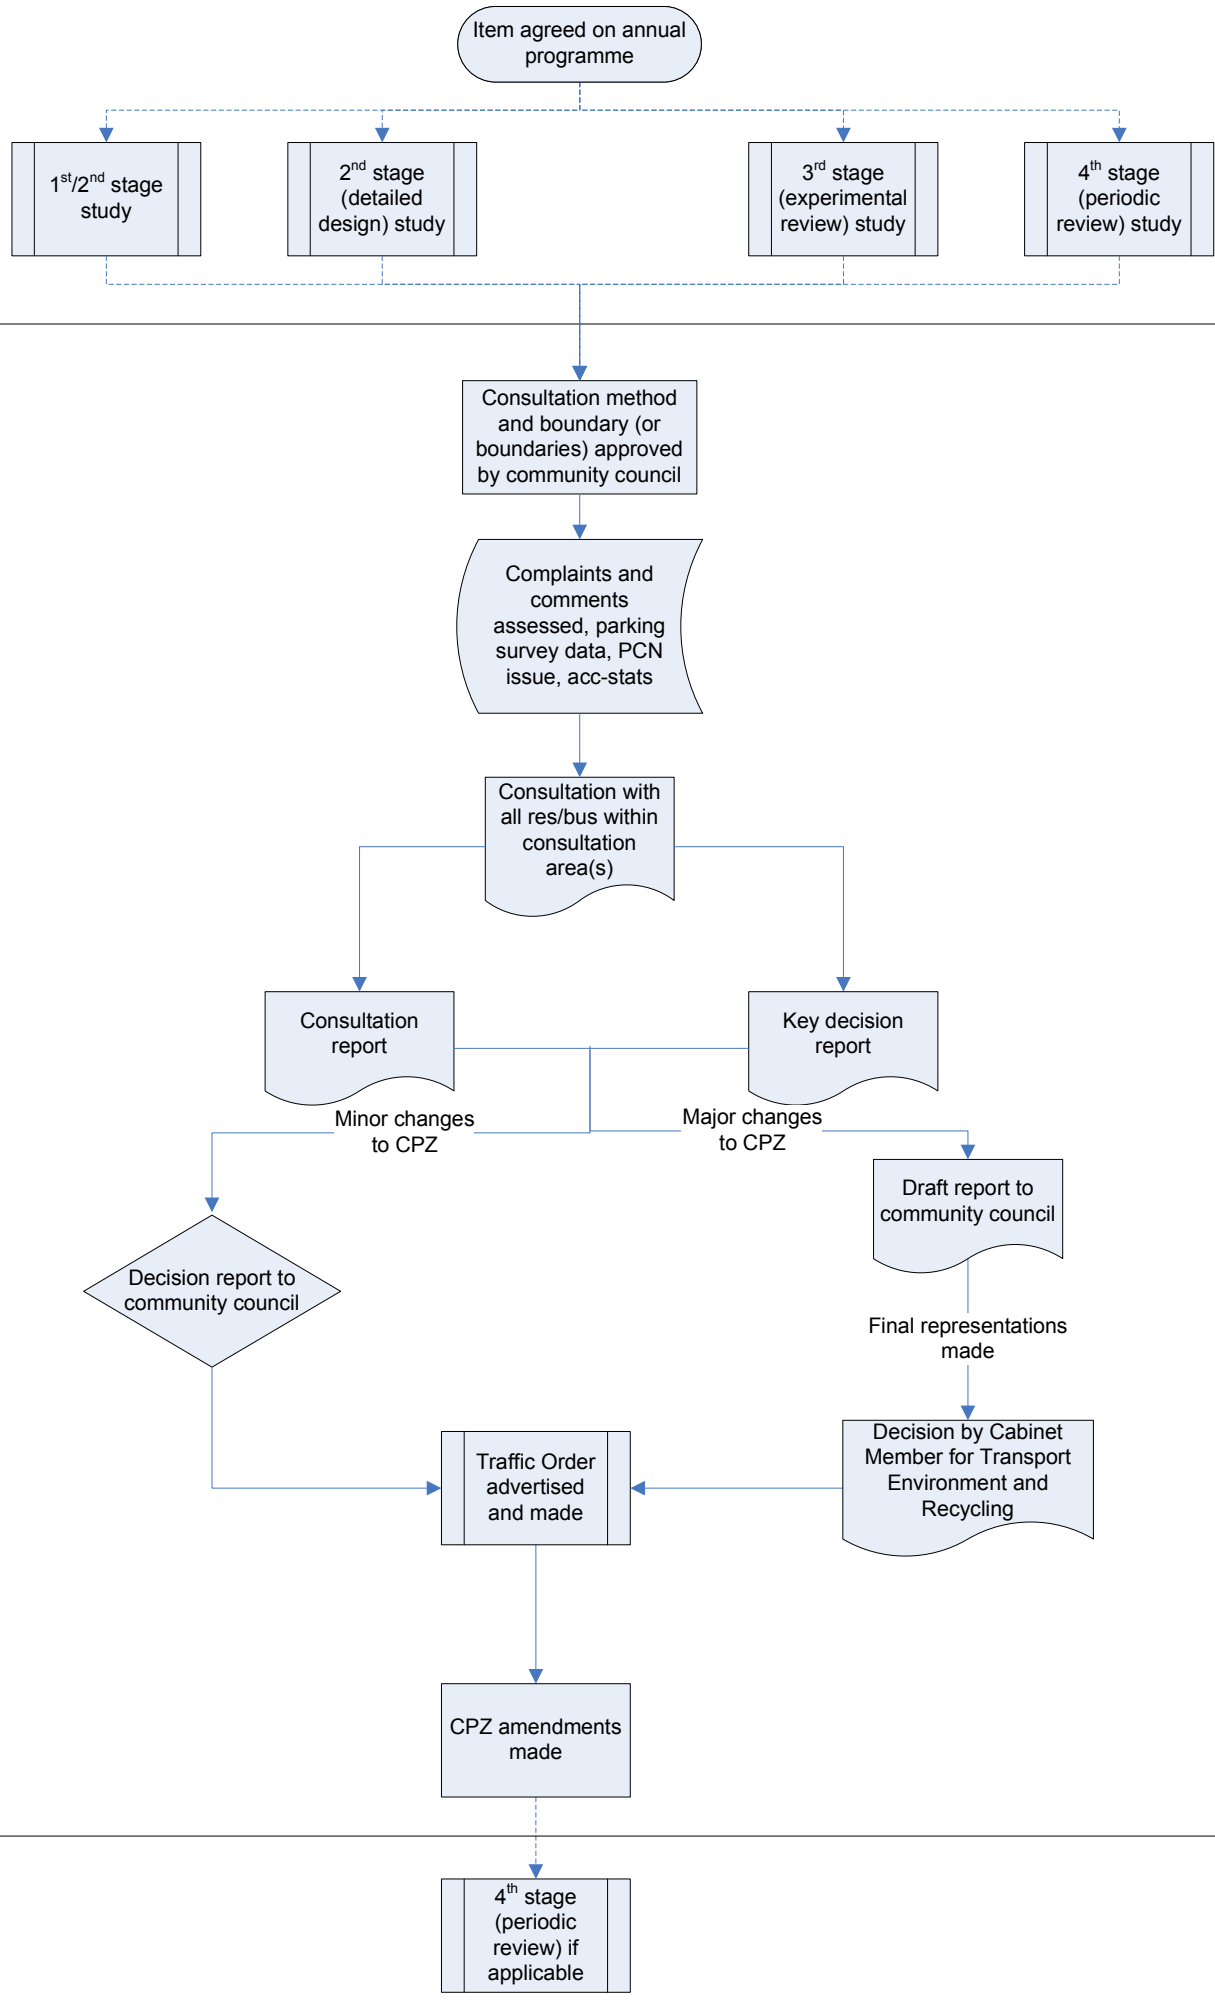 Item agreed on annual
programme
1st/2nd stage
study
2nd stage
(detailed
design) study
3rd stage
(experimental
review) study
4th stage
(periodic
review) study
Consultation method
and boundary (or
boundaries) approved
by community council
Complaints and
comments
assessed, parking
survey data, PCN
issue, acc-stats
Consultation with
all res/bus within
consultation
area(s)
Consultation
report
Key decision
report
Minor changes
to CPZ
Major changes
to CPZ
Draft report to
community council
Decision report to
community council
Final representations
made
Decision by Cabinet
Member for Transport
Environment and
Recycling
Traffic Order
advertised
and made
CPZ amendments
made
4th stage
(periodic
review) if
applicable